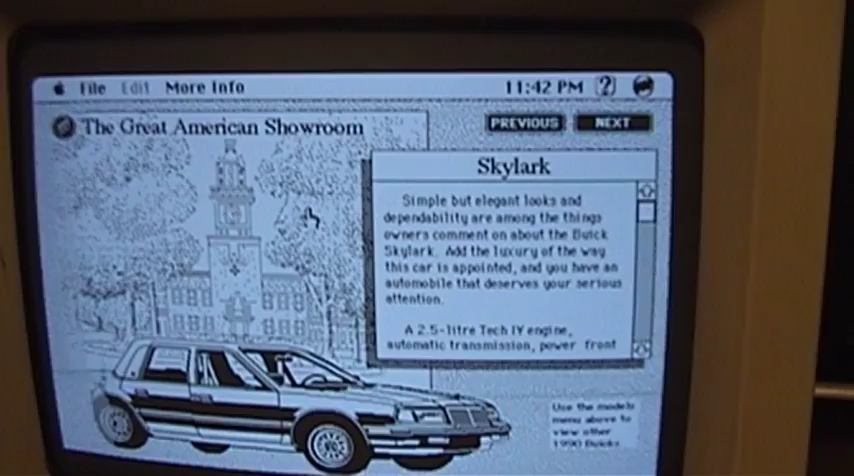 File Edit More Info 11:42 PM ?
The Great American Showroom
PREVIOUS NEXT
Skylark
Simple but elegant looks and
dependability are among the things
owners comment on about the Buick
Skylark. Add the luxury of the way
this car is appointed, and you have an
automobile that deserves your serious
attention.
A 2.5-litre Tech IV engine,
automatic transmission, power front
Use the models
menu above to
view other
1990 Buicks